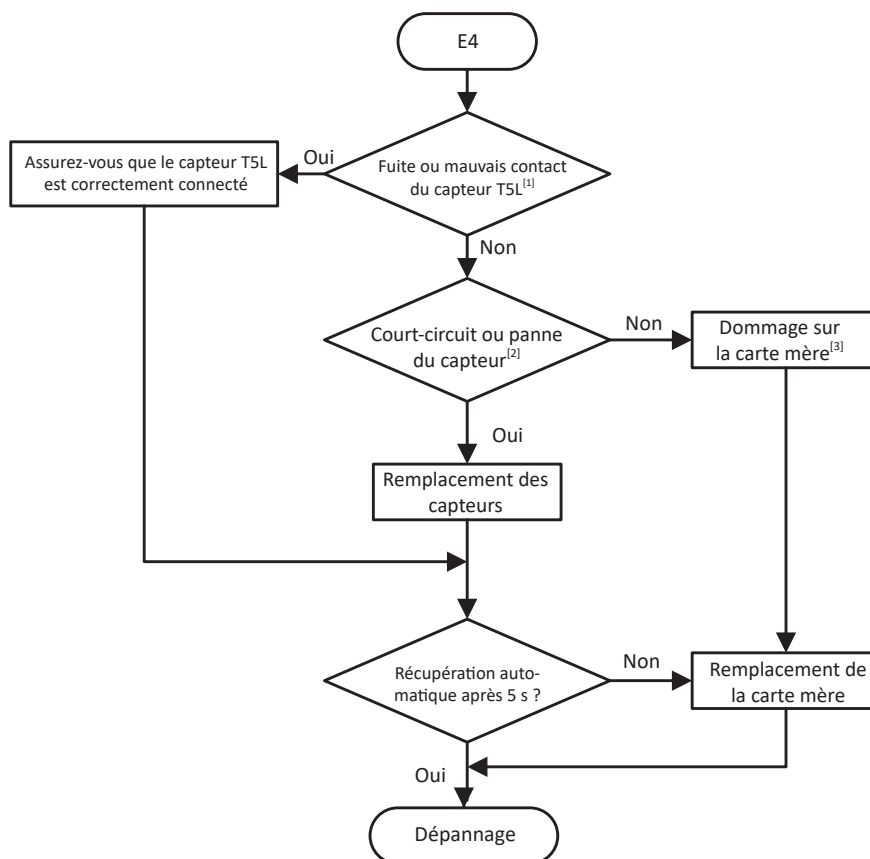 E4
Oui
Assurez-vous que le capteur T5L
est correctement connecté
Fuite ou mauvais contact
du capteur T5L[1]
Non
Court-circuit ou panne
du capteur[2]
Non
Dommage sur
la carte mère[3]
Oui
Remplacement des
capteurs
Récupération auto-
matique après 5 s ?
Non
Remplacement de
la carte mère
Oui
Dépannage